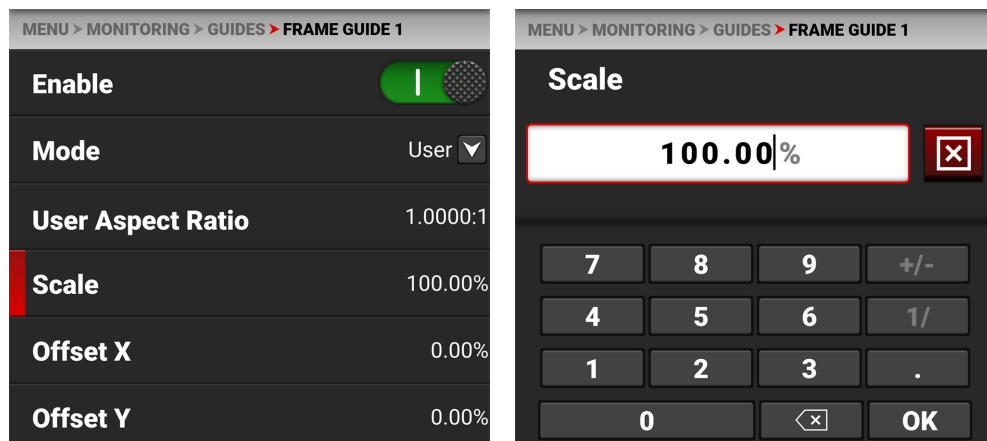 MENU > MONITORING > GUIDES > FRAME GUIDE 1
Enable
Mode User
User Aspect Ratio 1.0000:1
Scale 100.00%
Offset X 0.00%
Offset Y 0.00%
MENU > MONITORING > GUIDES > FRAME GUIDE 1
Scale
100.00%
7 8 9 +/-
4 5 6 1/
1 2 3 .
0 OK